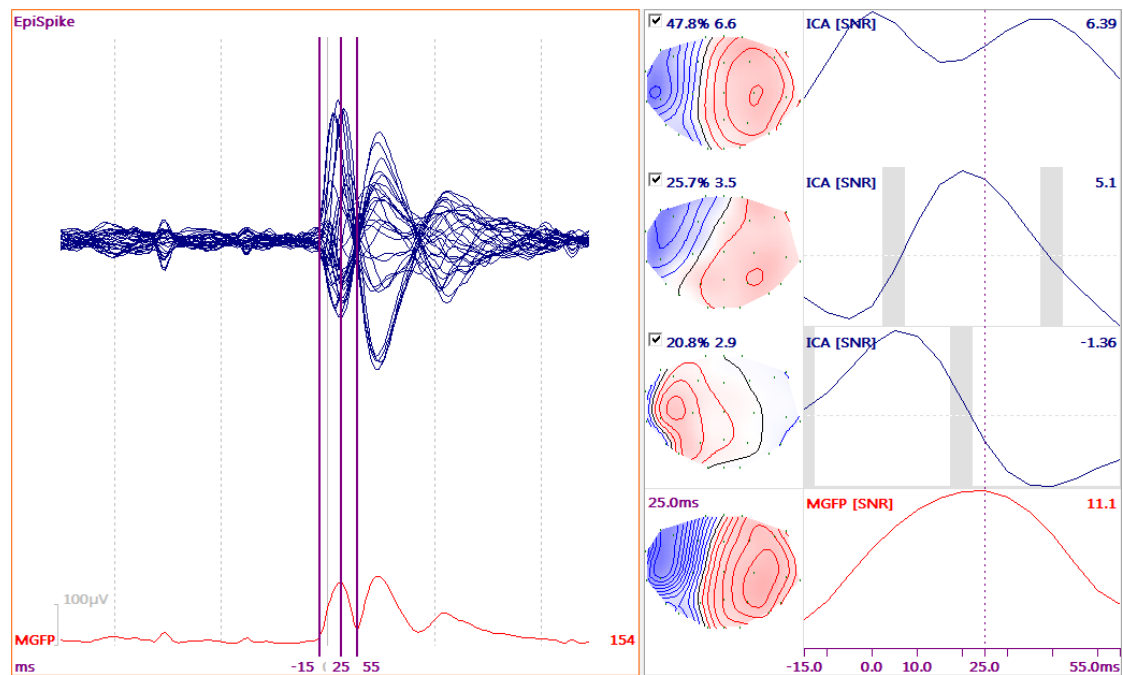 EpiSpike
100µV
MGFP 154
ms -15 25 55
47.8% 6.6 ICA [SNR] 6.39
25.7% 3.5 ICA [SNR] 5.1
20.8% 2.9 ICA [SNR] -1.36
25.0ms MGFP [SNR] 11.1
-15.0 0.0 10.0 25.0 55.0ms